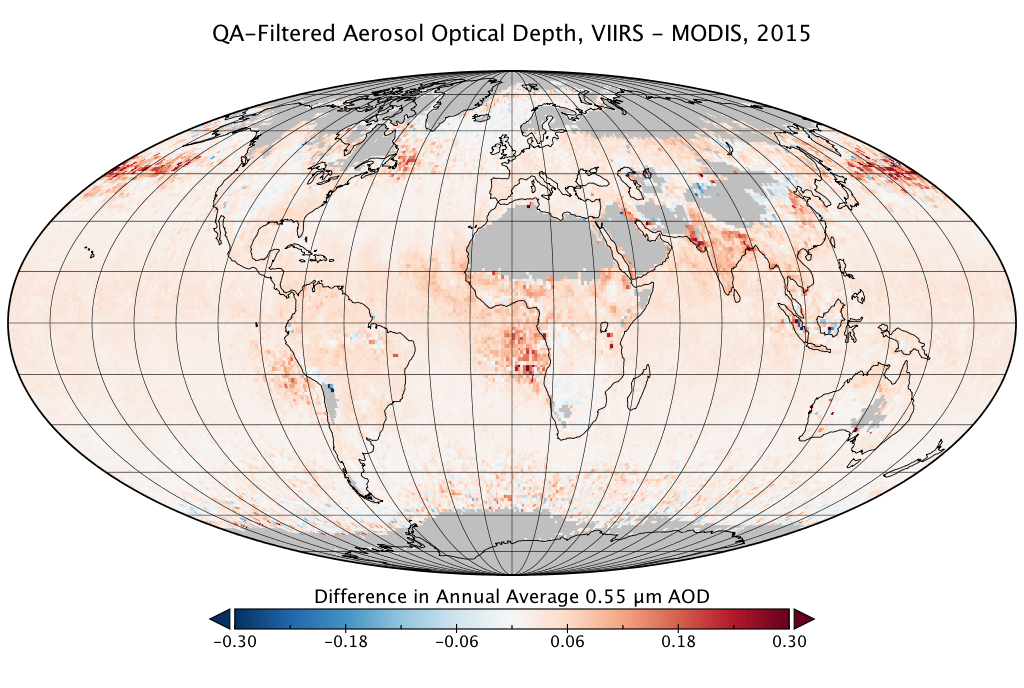 QA-Filtered Aerosol Optical Depth, VIIRS - MODIS, 2015
Difference in Annual Average 0.55 µm AOD
-0.30 -0.18 -0.06 0.06 0.18 0.30